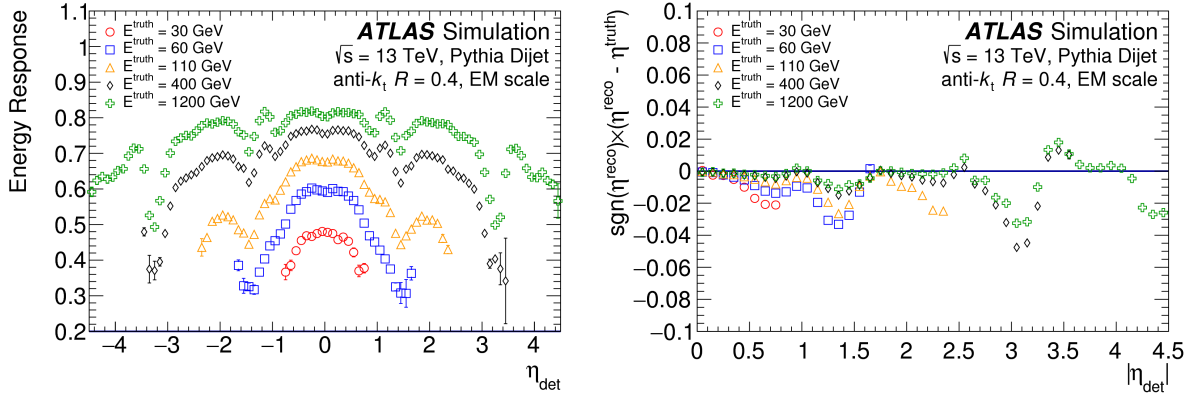 Energy Response
1.1
1
0.9
0.8
0.7
0.6
0.5
0.4
0.3
0.2
E^truth = 30 GeV
E^truth = 60 GeV
E^truth = 110 GeV
E^truth = 400 GeV
E^truth = 1200 GeV
ATLAS Simulation
√s = 13 TeV, Pythia Dijet
anti-k_t R = 0.4, EM scale
−4 −3 −2 −1 0 1 2 3 4
η_det
sgn(η^reco)×(η^reco - η^truth)
0.1
0.08
0.06
0.04
0.02
0
−0.02
−0.04
−0.06
−0.08
−0.1
E^truth = 30 GeV
E^truth = 60 GeV
E^truth = 110 GeV
E^truth = 400 GeV
E^truth = 1200 GeV
ATLAS Simulation
√s = 13 TeV, Pythia Dijet
anti-k_t R = 0.4, EM scale
0 0.5 1 1.5 2 2.5 3 3.5 4 4.5
|η_det|